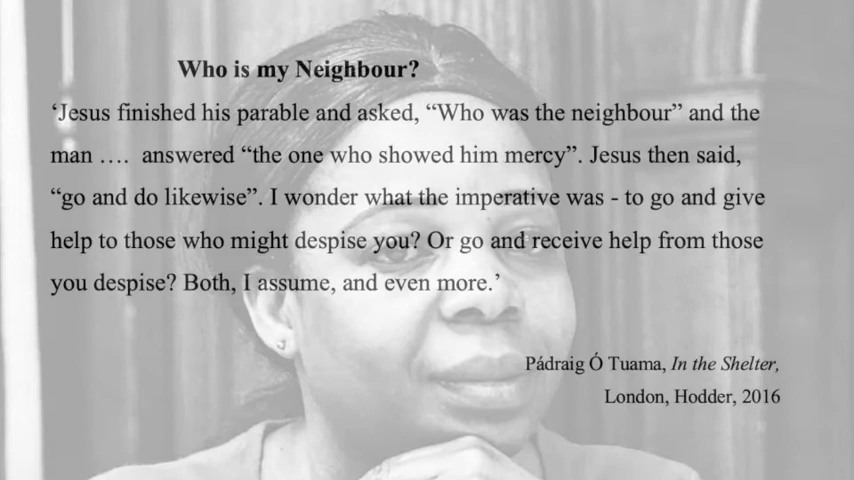 Who is my Neighbour?
‘Jesus finished his parable and asked, “Who was the neighbour” and the
man …. answered “the one who showed him mercy”. Jesus then said,
“go and do likewise”. I wonder what the imperative was - to go and give
help to those who might despise you? Or go and receive help from those
you despise? Both, I assume, and even more.’
Pádraig Ó Tuama, In the Shelter,
London, Hodder, 2016